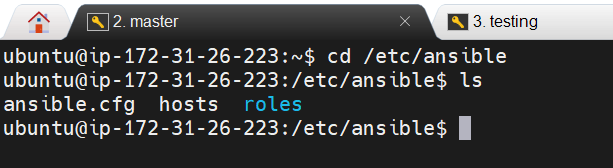 2. master
3. testing
ubuntu@ip-172-31-26-223:~$ cd /etc/ansible
ubuntu@ip-172-31-26-223:/etc/ansible$ ls
ansible.cfg  hosts  roles
ubuntu@ip-172-31-26-223:/etc/ansible$